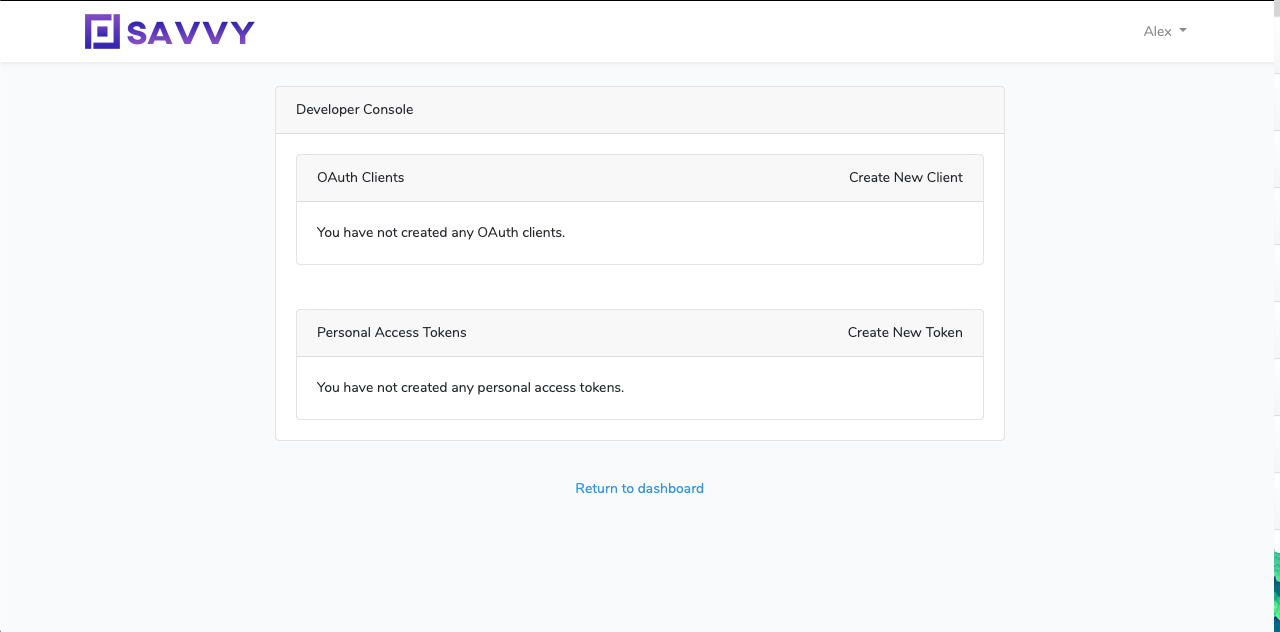 SAVVY
Alex
Developer Console
OAuth Clients
Create New Client
You have not created any OAuth clients.
Personal Access Tokens
Create New Token
You have not created any personal access tokens.
Return to dashboard